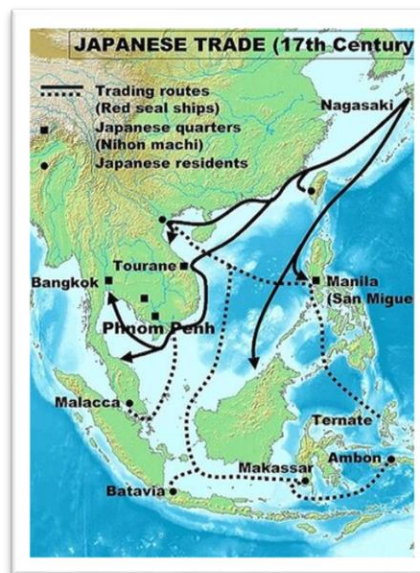 JAPANESE TRADE (17th Century
Trading routes
(Red seal ships)
Japanese quarters
(Nihon machi)
Japanese residents
Nagasaki
Tourane
Bangkok
Manila
(San Migue
Phnom Penh
Malacca
Ternate
Ambon
Makassar
Batavia